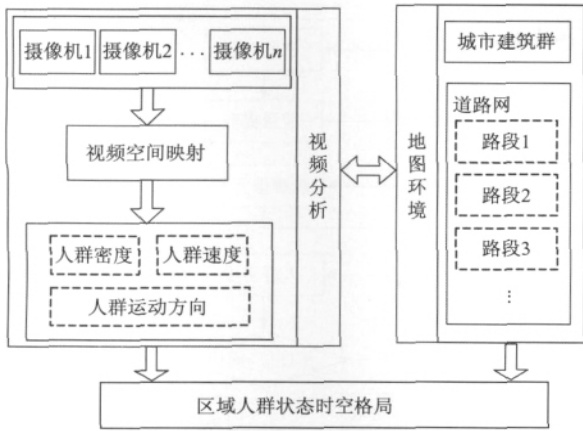 摄像机1 摄像机2 ··· 摄像机n
视频空间映射
人群密度 人群速度
人群运动方向
视频分析
地图环境
城市建筑群
道路网
路段1
路段2
路段3
⋮
区域人群状态时空格局